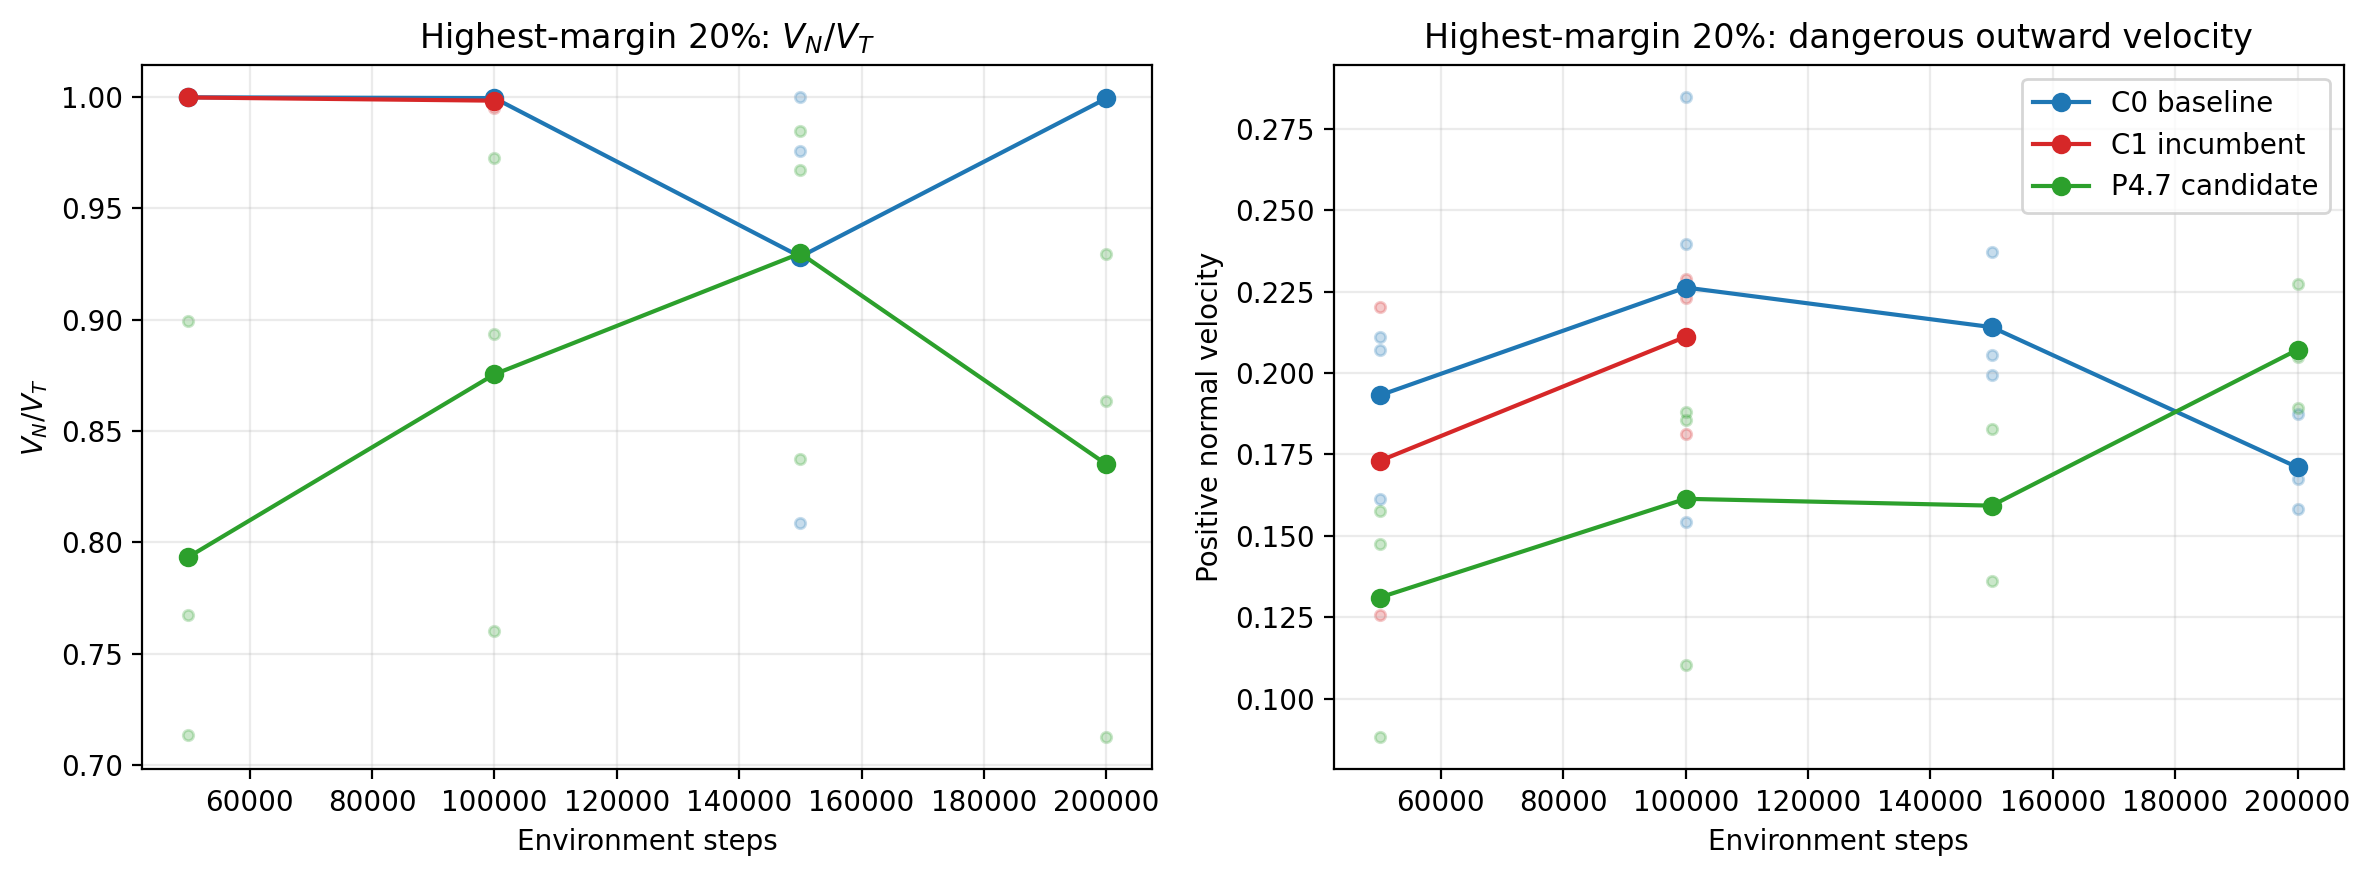 Highest-margin 20%: V_N/V_T
1.00
0.95
0.90
0.85
0.80
0.75
0.70
V_N/V_T
60000 80000 100000 120000 140000 160000 180000 200000
Environment steps
Highest-margin 20%: dangerous outward velocity
0.275
0.250
0.225
0.200
0.175
0.150
0.125
0.100
Positive normal velocity
C0 baseline
C1 incumbent
P4.7 candidate
60000 80000 100000 120000 140000 160000 180000 200000
Environment steps